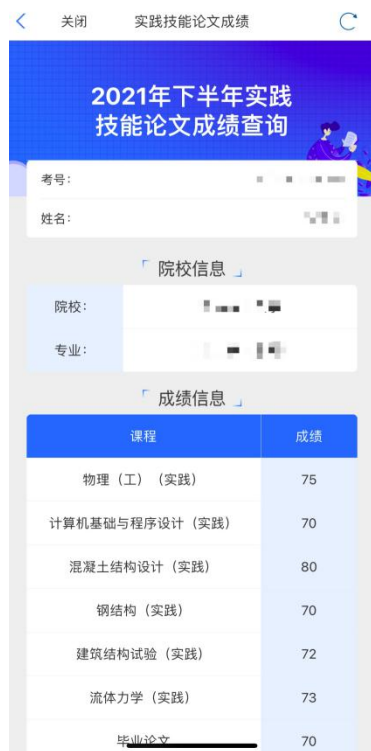 关闭 实践技能论文成绩
2021年下半年实践
技能论文成绩查询
考号：
姓名：
「 院校信息 」
院校：
专业：
「 成绩信息 」
课程 成绩
物理（工）（实践） 75
计算机基础与程序设计（实践） 70
混凝土结构设计（实践） 80
钢结构（实践） 70
建筑结构试验（实践） 72
流体力学（实践） 73
毕业论文 70